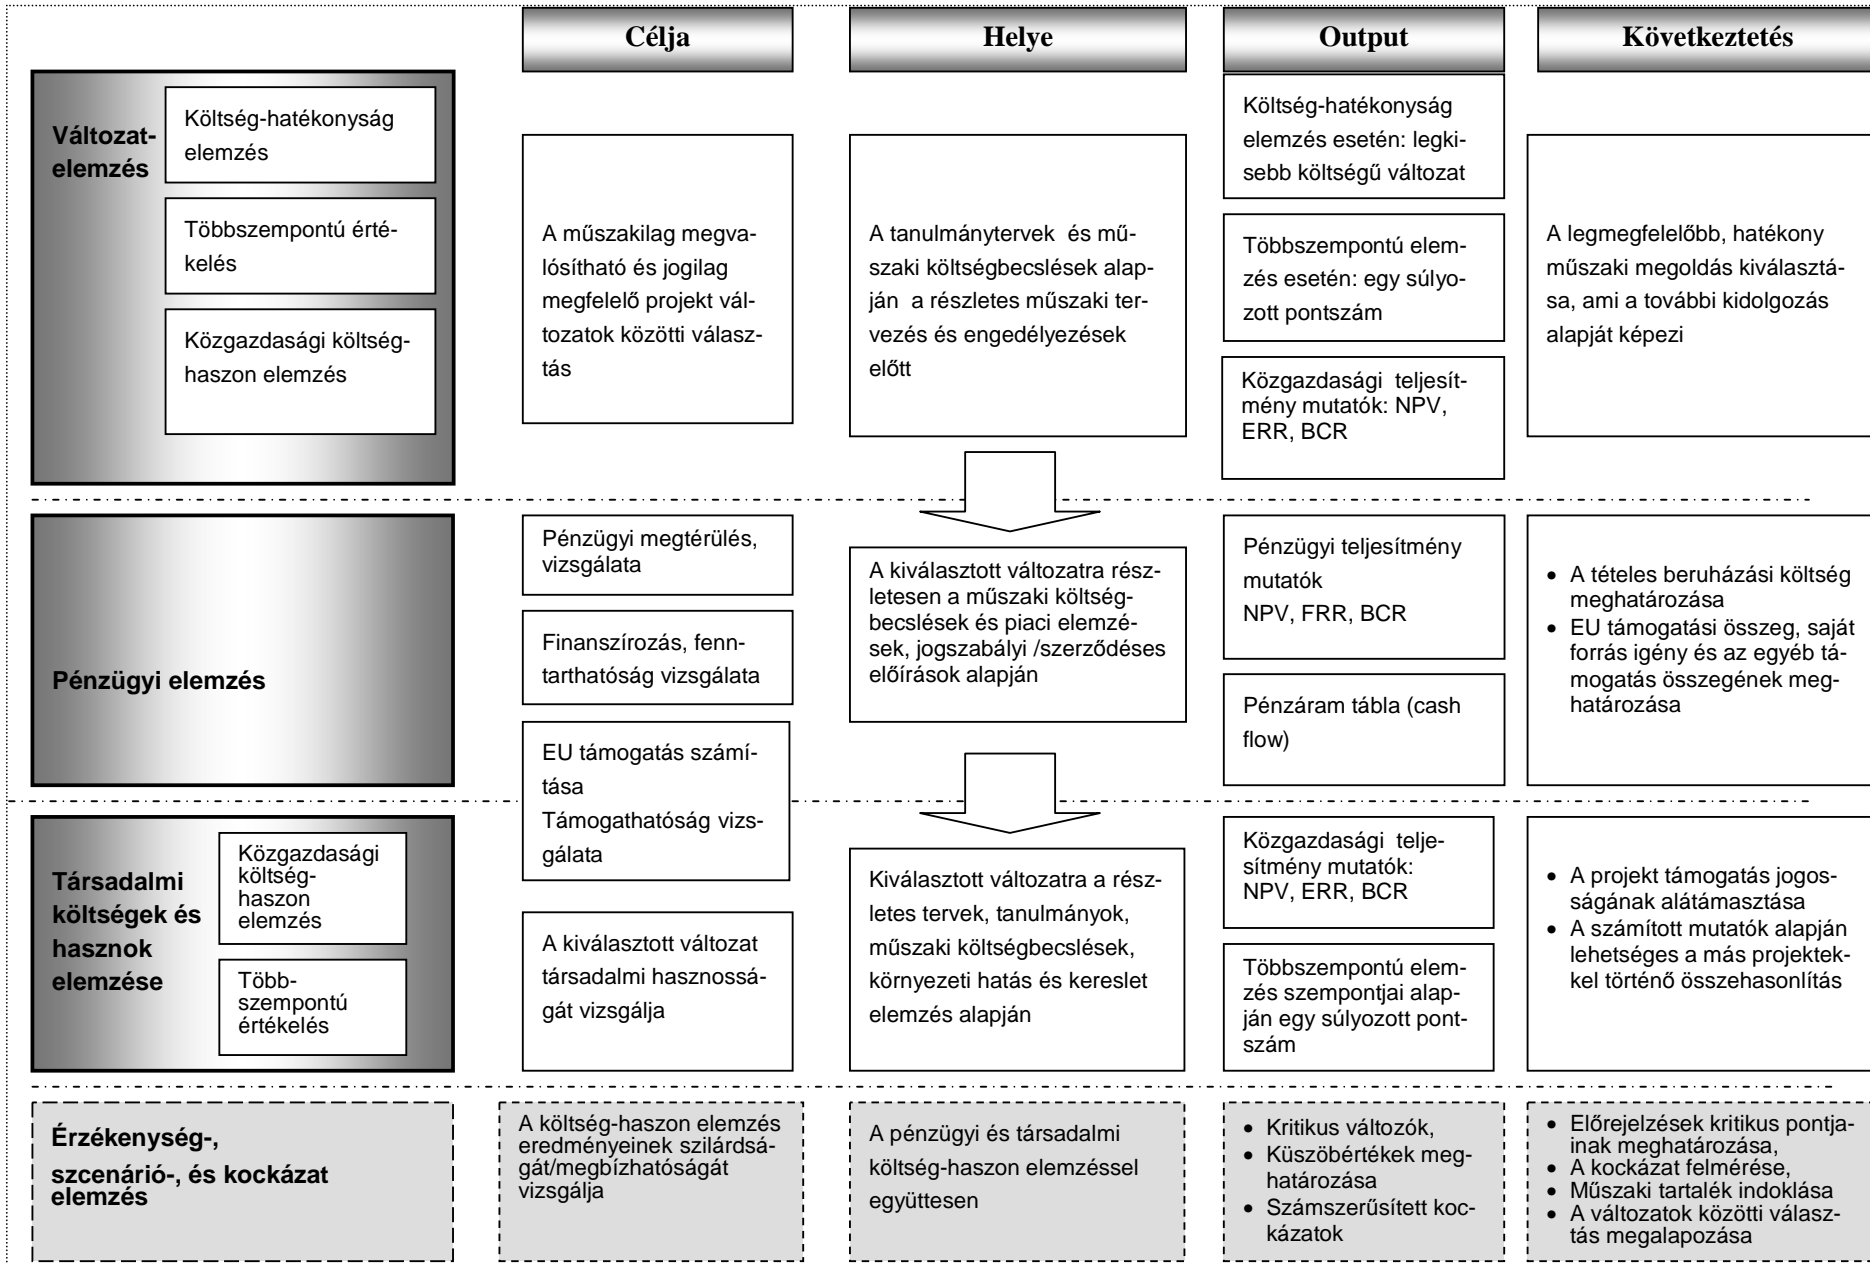 Célja
Helye
Output
Következtetés
Változat-
elemzés
Költség-hatékonyság
elemzés
Többszempontú érté-
kelés
Közgazdasági költség-
haszon elemzés
A műszakilag megva-
lósítható és jogilag
megfelelő projekt vál-
tozatok közötti válasz-
tás
A tanulmánytervek és mű-
szaki költségbecslések alap-
ján a részletes műszaki ter-
vezés és engedélyezések
előtt
Költség-hatékonyság
elemzés esetén: legki-
sebb költségű változat
Többszempontú elem-
zés esetén: egy súlyo-
zott pontszám
Közgazdasági teljesít-
mény mutatók: NPV,
ERR, BCR
A legmegfelelőbb, hatékony
műszaki megoldás kiválasztá-
sa, ami a további kidolgozás
alapját képezi
Pénzügyi elemzés
Pénzügyi megtérülés,
vizsgálata
Finanszírozás, fenn-
tarthatóság vizsgálata
EU támogatás számí-
tása
Támogathatóság vizs-
gálata
A kiválasztott változatra rész-
letesen a műszaki költség-
becslések és piaci elemzé-
sek, jogszabályi /szerződéses
előírások alapján
Pénzügyi teljesítmény
mutatók
NPV, FRR, BCR
Pénzáram tábla (cash
flow)
• A tételes beruházási költség
meghatározása
• EU támogatási összeg, saját
forrás igény és az egyéb tá-
mogatás összegének meg-
határozása
Társadalmi
költségek és
hasznok
elemzése
Közgazdasági
költség-
haszon
elemzés
Több-
szempontú
értékelés
A kiválasztott változat
társadalmi hasznossá-
gát vizsgálja
Kiválasztott változatra a rész-
letes tervek, tanulmányok,
műszaki költségbecslések,
környezeti hatás és kereslet
elemzés alapján
Közgazdasági telje-
sítmény mutatók:
NPV, ERR, BCR
Többszempontú elem-
zés szempontjai alap-
ján egy súlyozott pont-
szám
• A projekt támogatás jogos-
ságának alátámasztása
• A számított mutatók alapján
lehetséges a más projektek-
kel történő összehasonlítás
Érzékenység-,
szcenárió-, és kockázat
elemzés
A költség-haszon elemzés
eredményeinek szilárdsá-
gát/megbízhatóságát
vizsgálja
A pénzügyi és társadalmi
költség-haszon elemzéssel
együttesen
• Kritikus változók,
• Küszöbértékek meg-
határozása
• Számszerűsített koc-
kázatok
• Előrejelzések kritikus pontja-
inak meghatározása,
• A kockázat felmérése,
• Műszaki tartalék indoklása
• A változatok közötti válasz-
tás megalapozása